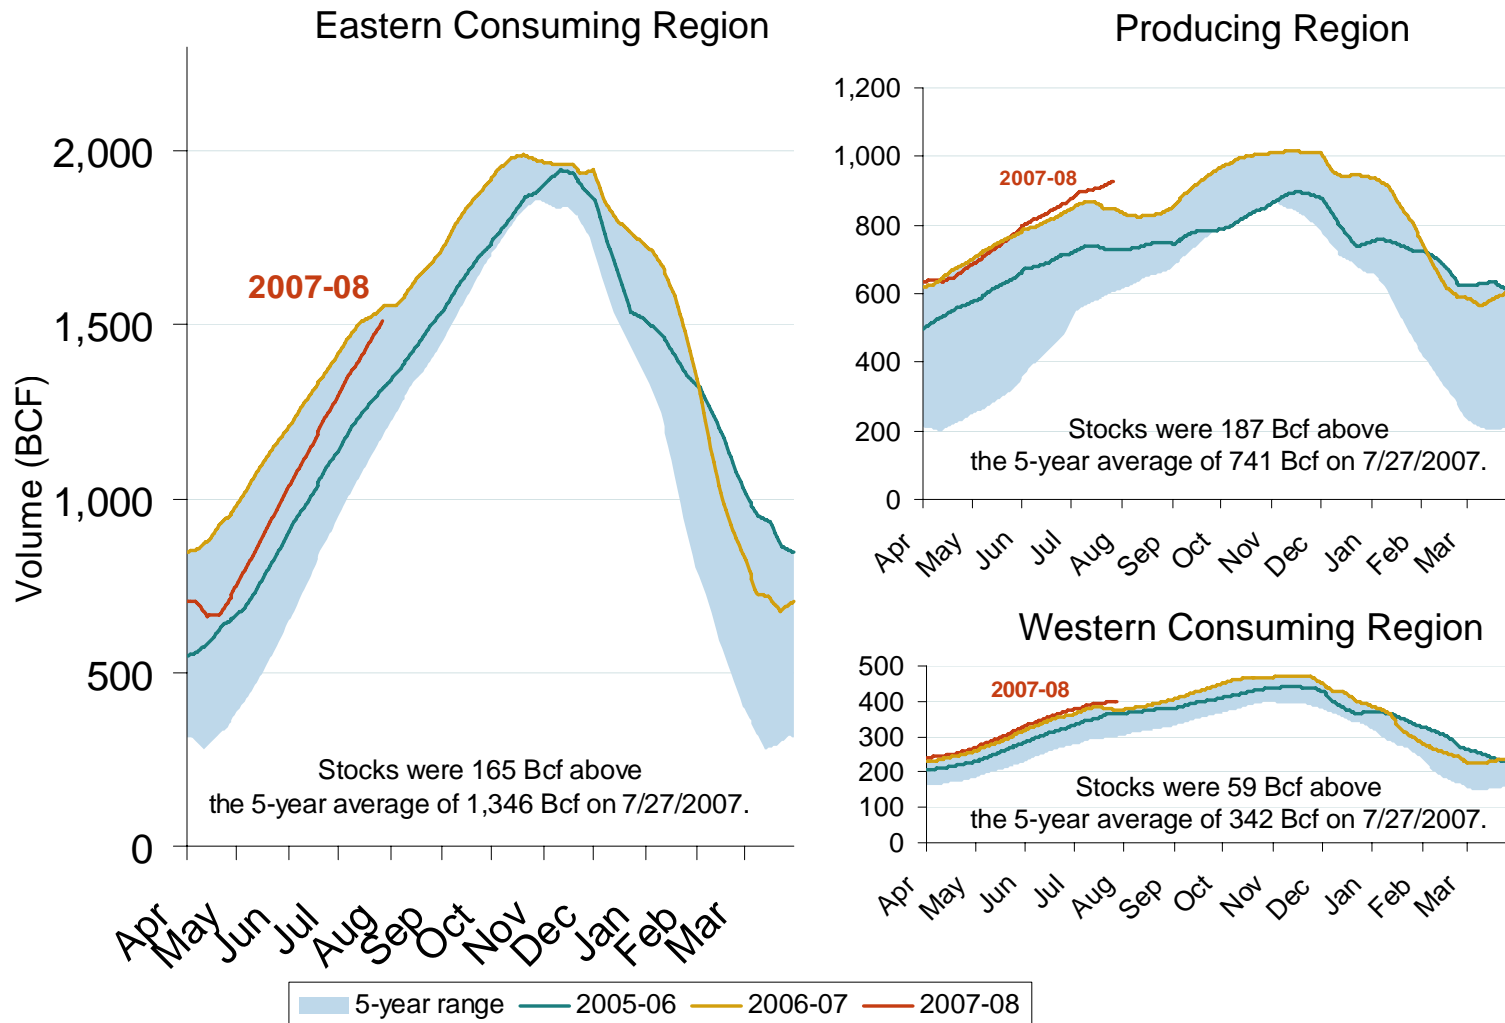 Eastern Consuming Region
Volume (BCF)
2,000
1,500
1,000
500
0
2007-08
Stocks were 165 Bcf above
the 5-year average of 1,346 Bcf on 7/27/2007.
Apr May Jun Jul Aug Sep Oct Nov Dec Jan Feb Mar
Producing Region
1,200
1,000
800
600
400
200
0
2007-08
Stocks were 187 Bcf above
the 5-year average of 741 Bcf on 7/27/2007.
Apr May Jun Jul Aug Sep Oct Nov Dec Jan Feb Mar
Western Consuming Region
500
400
300
200
100
0
2007-08
Stocks were 59 Bcf above
the 5-year average of 342 Bcf on 7/27/2007.
Apr May Jun Jul Aug Sep Oct Nov Dec Jan Feb Mar
5-year range 2005-06 2006-07 2007-08